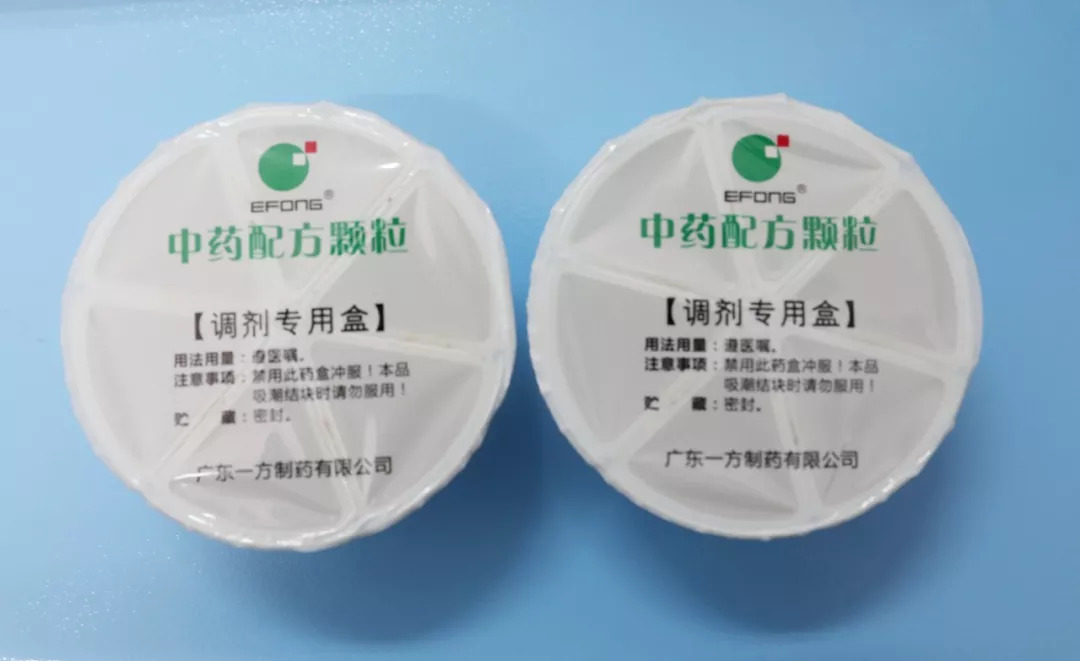 EFONG®
中药配方颗粒
【调剂专用盒】
用法用量：遵医嘱。
注意事项：禁用此药盒冲服！本品
吸潮结块时请勿服用！
贮 藏：密封。
广东一方制药有限公司
EFONG®
中药配方颗粒
【调剂专用盒】
用法用量：遵医嘱。
注意事项：禁用此药盒冲服！本品
吸潮结块时请勿服用！
贮 藏：密封。
广东一方制药有限公司